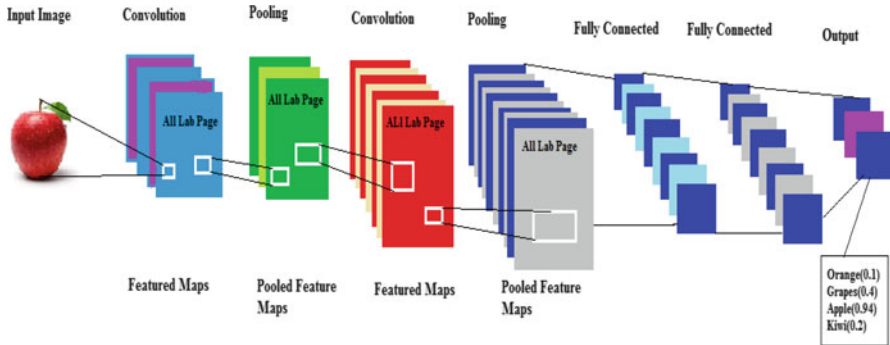 Input Image
Convolution
Pooling
Convolution
Pooling
Fully Connected
Fully Connected
Output
All Lab Page
All Lab Page
ALl Lab Page
All Lab Page
Featured Maps
Pooled Feature
Maps
Featured Maps
Pooled Feature
Maps
Orange(0.1)
Grapes(0.4)
Apple(0.94)
Kiwi(0.2)